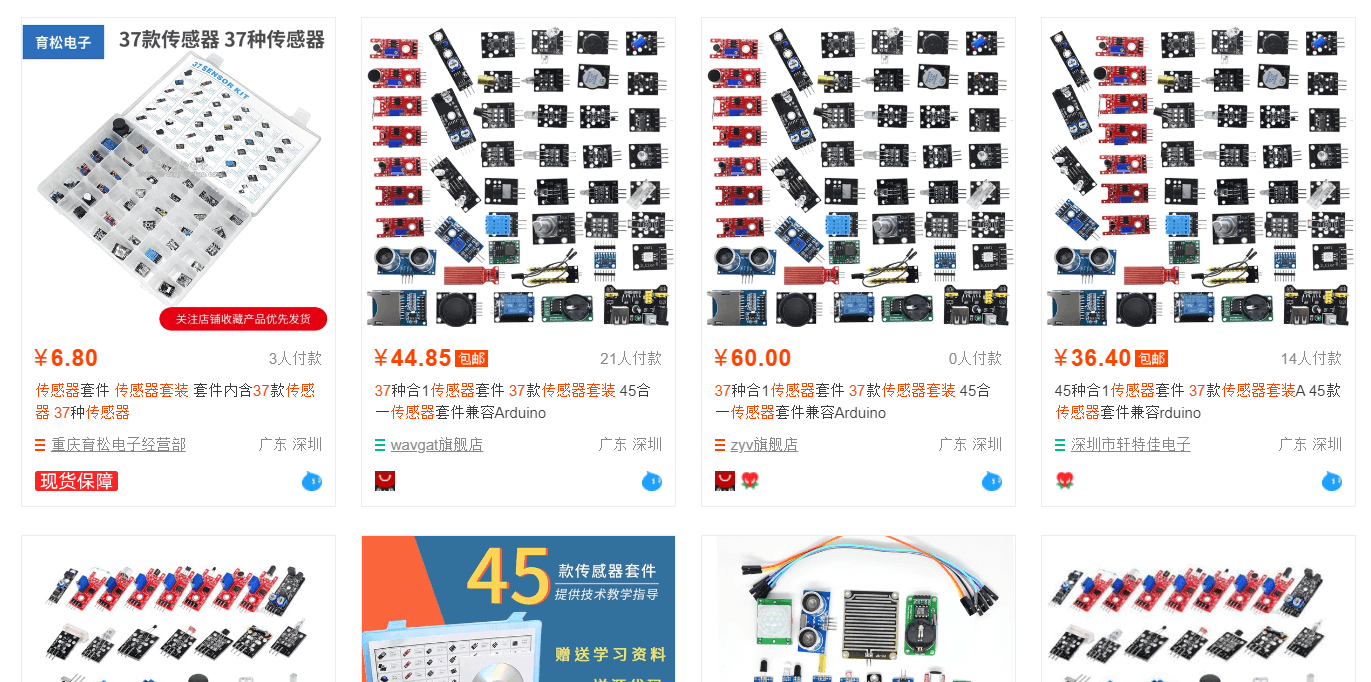 育松电子
37款传感器 37种传感器
37 SENSOR KIT
关注店铺收藏产品优先发货
¥6.80
3人付款
传感器套件 传感器套装 套件内含37款传感
器 37种传感器
重庆育松电子经营部
广东 深圳
现货保障
¥44.85 包邮
21人付款
37种合1传感器套件 37款传感器套装 45合
一传感器套件兼容Arduino
wavgat旗舰店
广东 深圳
¥60.00
0人付款
37种合1传感器套件 37款传感器套装 45合
一传感器套件兼容Arduino
zyv旗舰店
广东 深圳
¥36.40 包邮
14人付款
45种合1传感器套件 37款传感器套装A 45款
传感器套件兼容rduino
深圳市轩特佳电子
广东 深圳
45 款传感器套件
提供技术教学指导
赠送学习资料